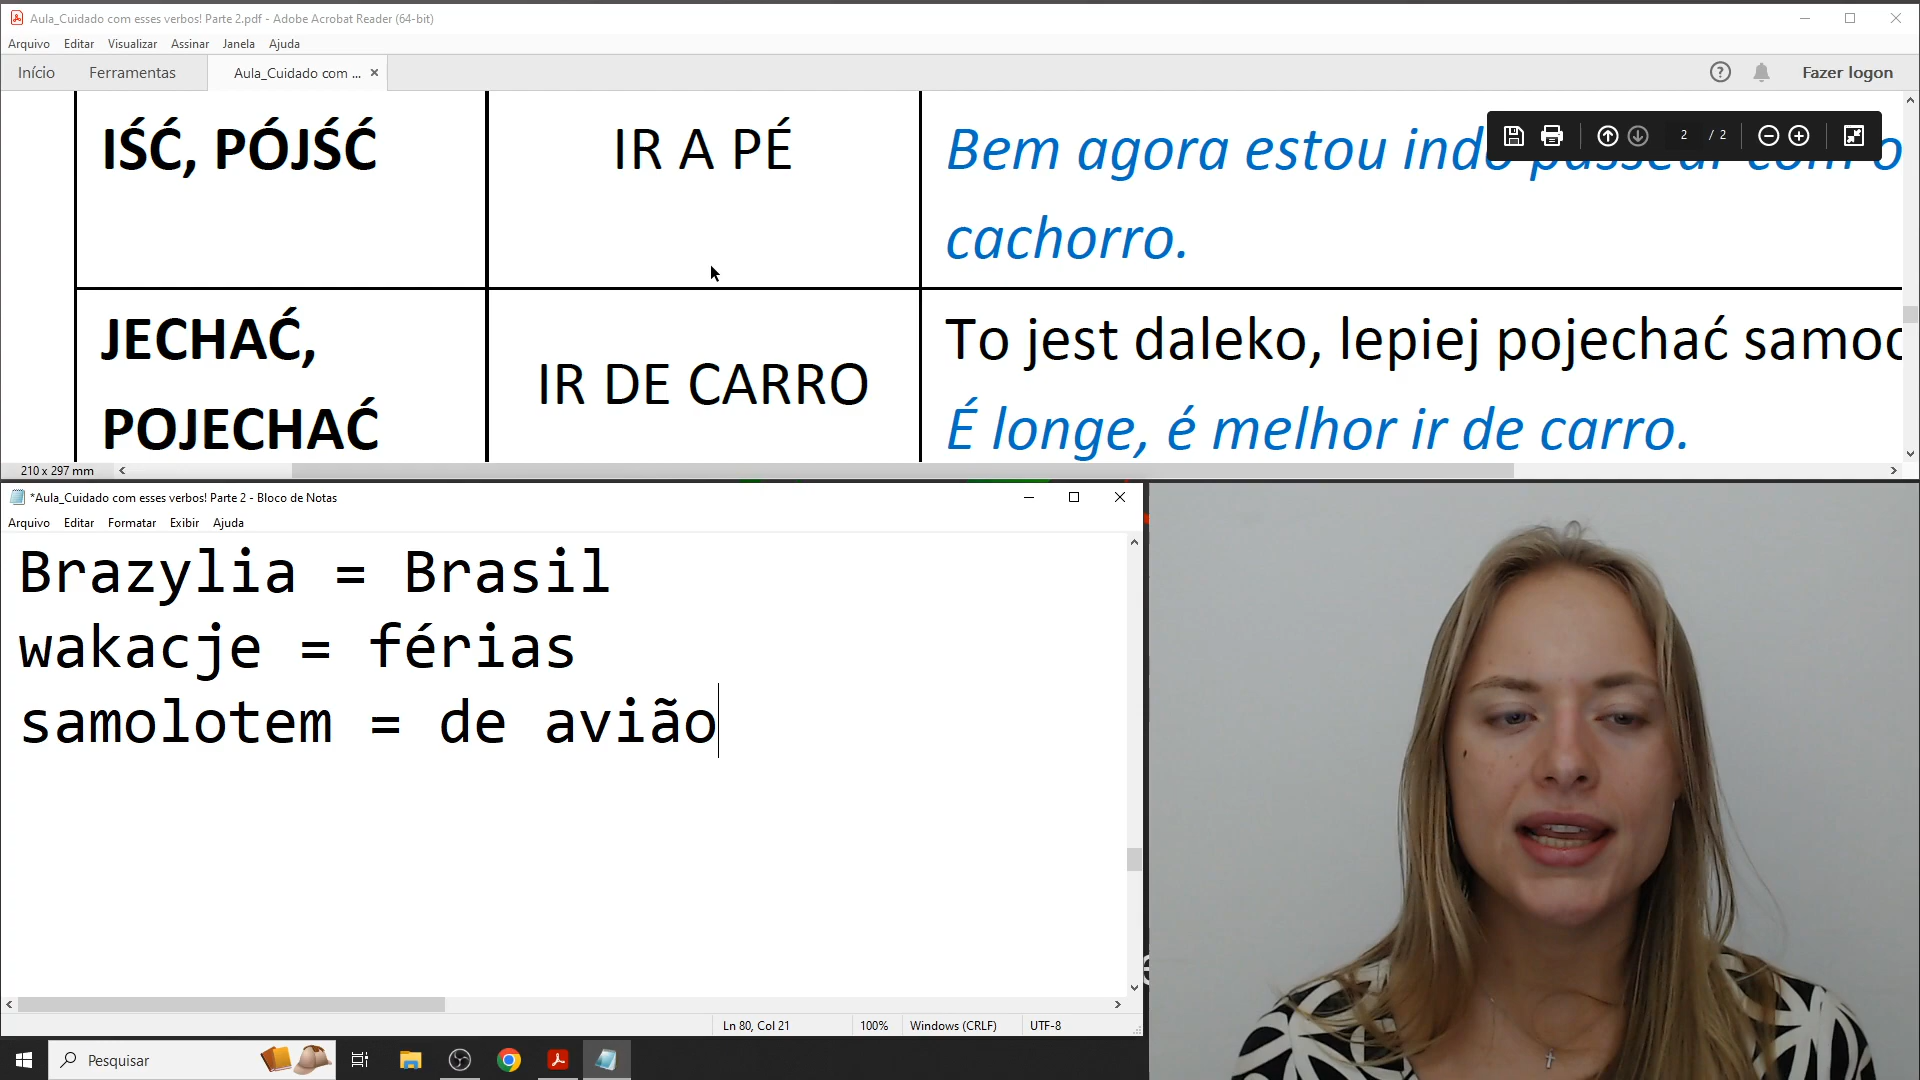 Aula_Cuidado com esses verbos! Parte 2.pdf - Adobe Acrobat Reader (64-bit)
Arquivo Editar Visualizar Assinar Janela Ajuda
Início Ferramentas Aula_Cuidado com ... Fazer logon
2 / 2
IŚĆ, PÓJŚĆ
IR A PÉ
Bem agora estou indo passear com o
cachorro.
JECHAĆ,
POJECHAĆ
IR DE CARRO
To jest daleko, lepiej pojechać samoc
É longe, é melhor ir de carro.
210 x 297 mm
*Aula_Cuidado com esses verbos! Parte 2 - Bloco de Notas
Arquivo Editar Formatar Exibir Ajuda
Brazylia = Brasil
wakacje = férias
samolotem = de avião
Ln 80, Col 21 100% Windows (CRLF) UTF-8
Pesquisar